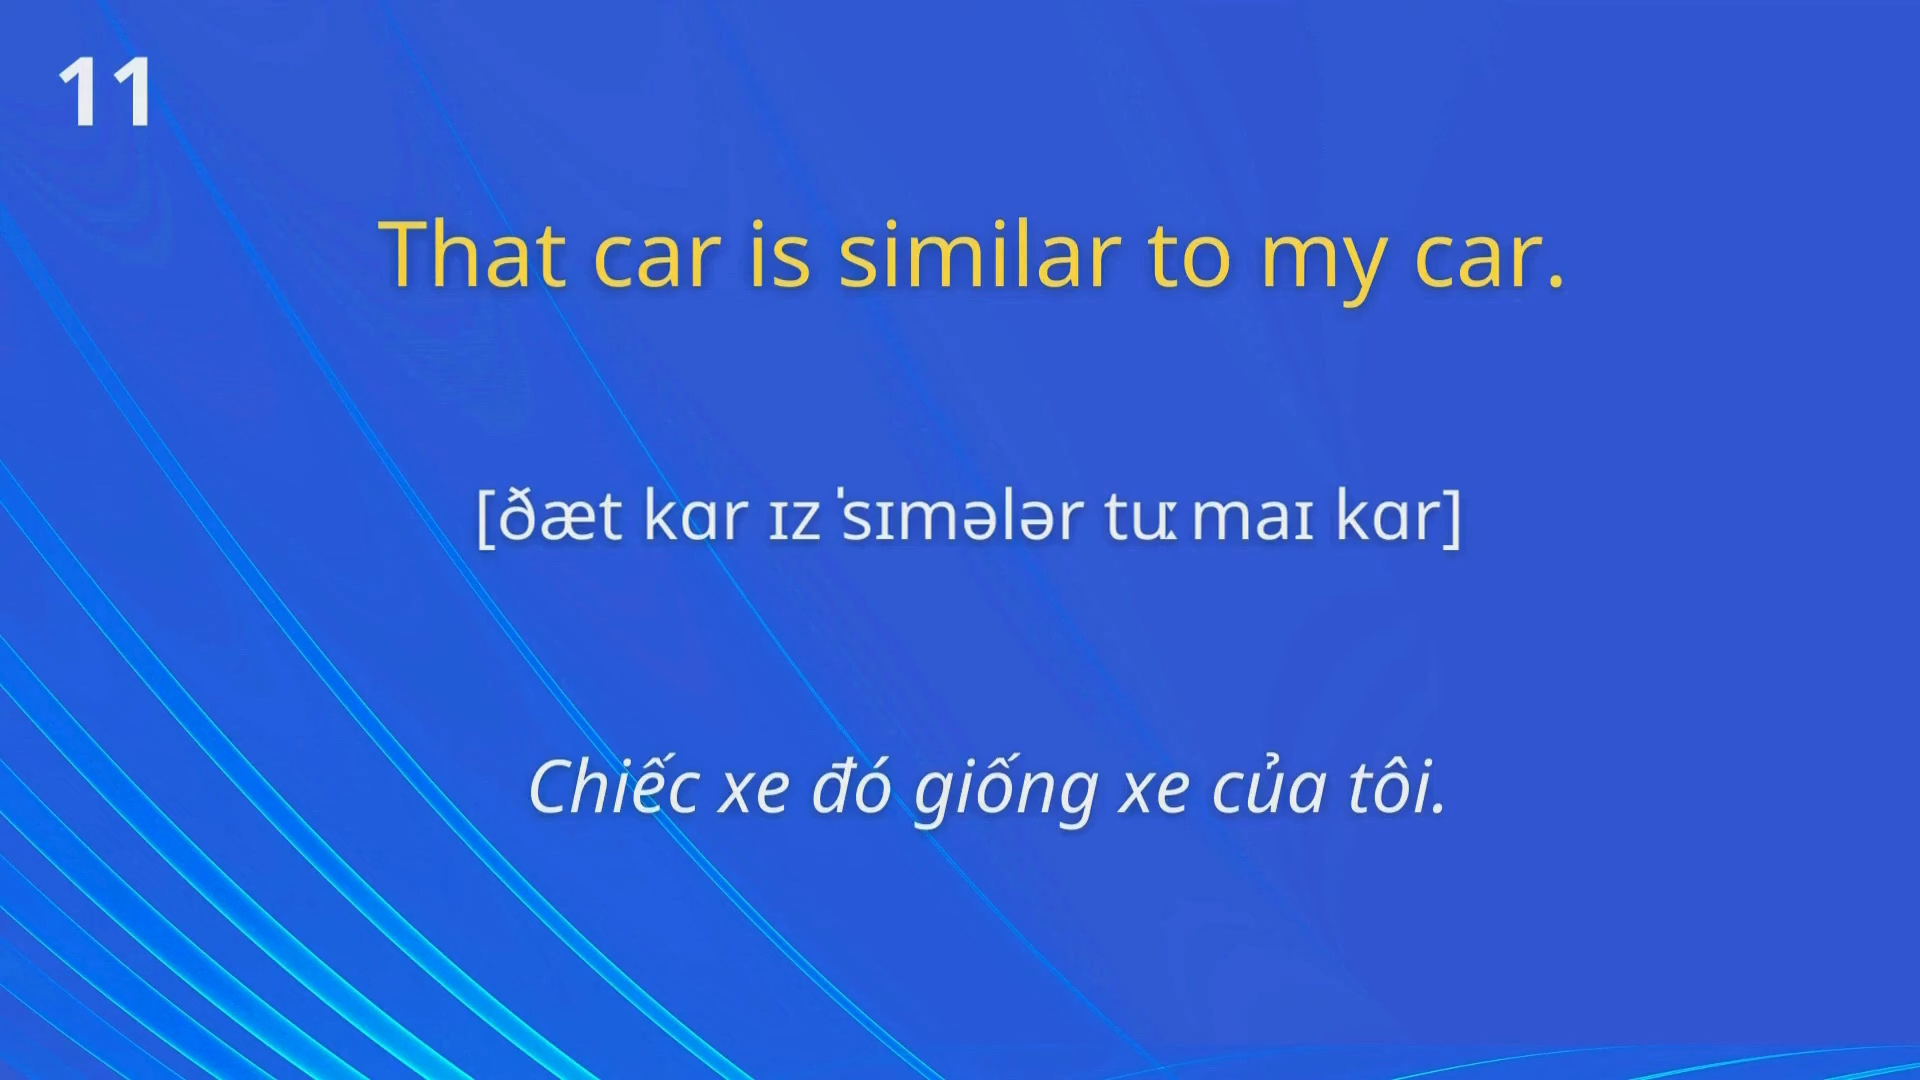 11
That car is similar to my car.
[ðæt kɑr ɪz ˈsɪmələr tuː maɪ kɑr]
Chiếc xe đó giống xe của tôi.